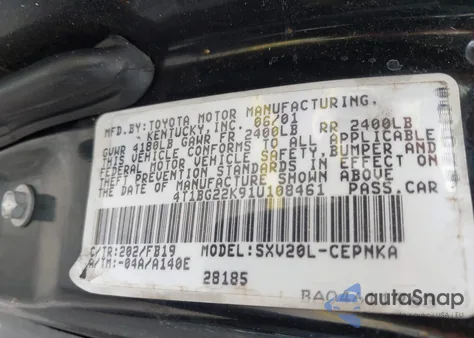 MFD.BY:TOYOTA MOTOR MANUFACTURING,
KENTUCKY, INC. 06/01
GVWR 4180LB GAWR FR 2400LB RR 2400LB
THIS VEHICLE CONFORMS TO ALL APPLICABLE
FEDERAL MOTOR VEHICLE SAFETY, BUMPER AND
THEFT PREVENTION STANDARDS IN EFFECT ON
THE DATE OF MANUFACTURE SHOWN ABOVE.
4T1BG22K91U108461 PASS.CAR
C/TR:202/FB19 MODEL:SXV20L-CEPNKA
A/TM:-04A/A140E
28185
autoSnap